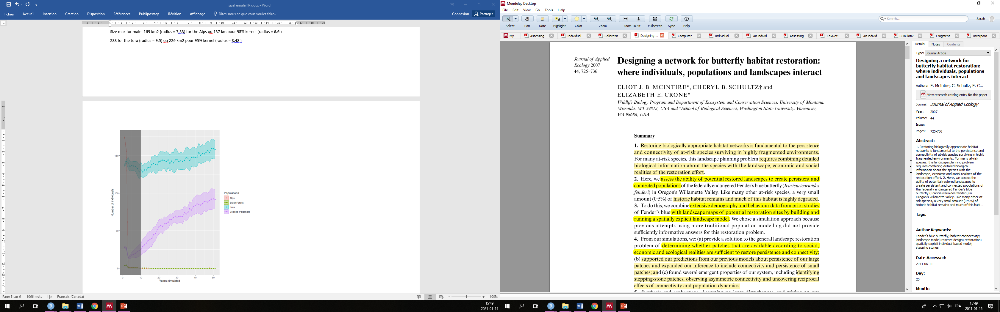 sizeFemaleHR.docx - Word
Fichier Accueil Insertion Création Disposition Références Publipostage Révision Affichage Dites-nous ce que vous voulez faire.. Connexion Partager
Size max for male: 169 km2 (radius = 7,33) for the Alps ou 137 km pour 95% kernel (radius = 6.6 )
283 for the Jura (radius = 9.5) ou 226 km2 pour 95% kernel (radius = 8.48 )
Number of individuals
150
100
50
0
0 10 20 30 40 50
Years simulated
Populations
Alps
Black Forest
Jura
Vosges-Palatinate
Page 5 sur 6 1066 mots Français (Canada) 100%
15:49
2021-01-15
Mendeley Desktop
File Edit View Go Tools Help
Select Pan Note Highlight Color Zoom Zoom To Fit Fullscreen Sync Help
Search... Sarah
My... Assessing ... Individual-... Calibratin... Designing ... Computer ... Individual-... An individ... Assessing... FoxNet: ... An individ... Cumulativ... Fragment... Incorpora...
Journal of Applied
Ecology 2007
44, 725–736
Designing a network for butterfly habitat restoration:
where individuals, populations and landscapes interact
ELIOT J. B. MCINTIRE*, CHERYL B. SCHULTZ† and
ELIZABETH E. CRONE*
Wildlife Biology Program and Department of Ecosystem and Conservation Sciences, University of Montana,
Missoula, MT 59812, USA and †School of Biological Sciences, Washington State University, Vancouver,
WA 98686, USA
Summary
1. Restoring biologically appropriate habitat networks is fundamental to the persistence
and connectivity of at-risk species surviving in highly fragmented environments.
For many at-risk species, this landscape planning problem requires combining detailed
biological information about the species with the landscape, economic and social
realities of the restoration effort.
2. Here, we assess the ability of potential restored landscapes to create persistent and
connected populations of the federally endangered Fender's blue butterfly (Icaricia icarioides
fenderi) in Oregon's Willamette Valley. Like many other at-risk species, a very small
amount (0·5%) of historic habitat remains and much of this habitat is highly degraded.
3. To do this, we combine extensive demography and behaviour data from prior studies
of Fender's blue with landscape maps of potential restoration sites by building and
running a spatially explicit landscape model. We chose a simulation approach because
previous attempts using more traditional population modelling did not provide
sufficiently informative answers for this restoration problem.
4. From our simulations, we: (a) provide a solution to the general landscape restoration
problem of determining whether patches that are available according to social,
economic and ecological realities are sufficient to restore persistence and connectivity;
(b) supported our predictions from our previous models about persistence of our large
patches and expanded our inference to include connectivity and persistence of small
patches; and (c) found several emergent properties of our system, including identifying
stepping-stone patches, observing asymmetric connectivity and uncovering reciprocal
effects of connectivity and population dynamics.
Details Notes Contents
Type: Journal Article
Designing a network for
butterfly habitat restoration:
where individuals, populations
and landscapes interact
Authors: E. McIntire, C. Schultz, E. C...
View research catalog entry for this paper
Journal: Journal of Applied Ecology
Year: 2007
Volume: 44
Issue:
Pages: 725-736
Abstract:
1. Restoring biologically appropriate habitat
networks is fundamental to the persistence and
connectivity of at-risk species surviving in highly
fragmented environments. For many at-risk
species, this landscape planning problem
requires combining detailed biological
information about the species with the
landscape, economic and social realities of the
restoration effort. 2. Here, we assess the
ability of potential restored landscapes to
create persistent and connected populations of
the federally endangered Fender's blue
butterfly ( Icaricia icarioides fenderi ) in
Oregon's Willamette Valley. Like many other at-
risk species, a very small amount (0·5%) of
historic habitat remains and much of this habi...
Tags:
Author Keywords:
Fender's blue butterfly; habitat connectivity;
landscape model; reserve design; restoration;
spatially explicit individual-based model;
stepping stones
Date Accessed:
2011-06-11
Day:
25
Month:
FRA
15:49
2021-01-15